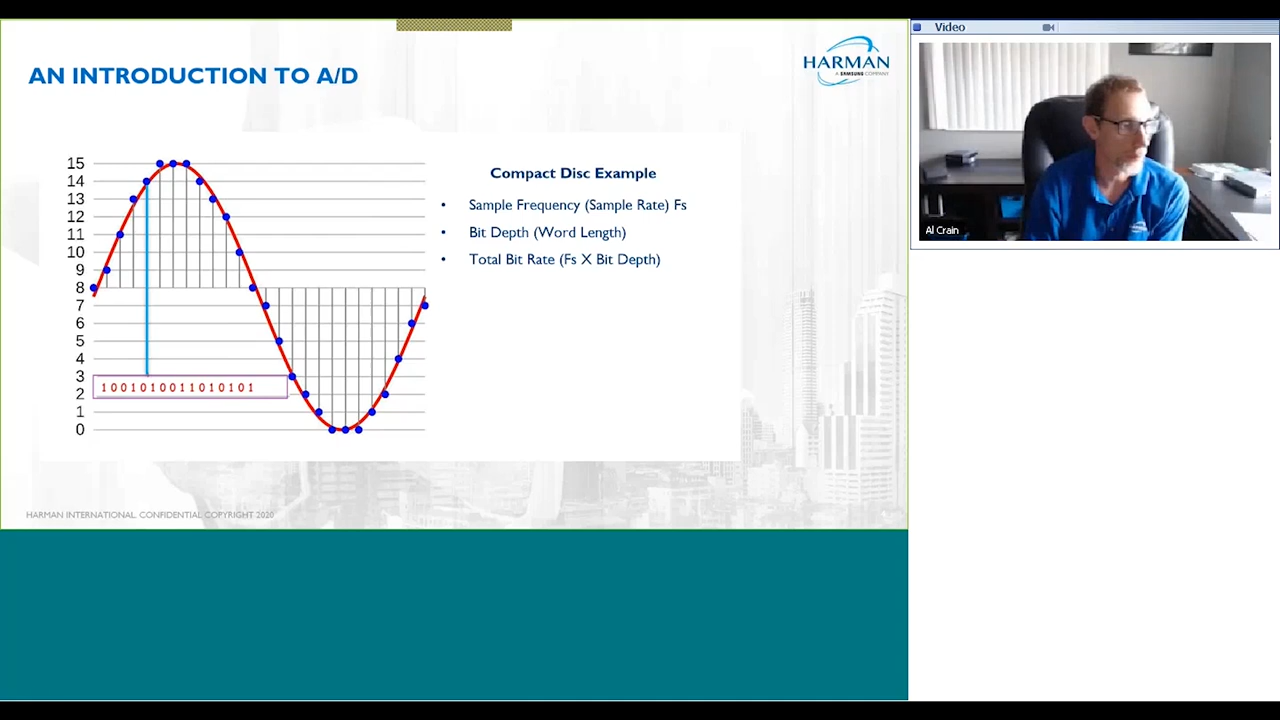 AN INTRODUCTION TO A/D
HARMAN
A SAMSUNG COMPANY
15
14
13
12
11
10
9
8
7
6
5
4
3
2
1
0
0 0 1 0 1 0 0 1 1 0 1 0 1 0 1
Compact Disc Example
• Sample Frequency (Sample Rate) Fs
• Bit Depth (Word Length)
• Total Bit Rate (Fs X Bit Depth)
HARMAN INTERNATIONAL. CONFIDENTIAL. COPYRIGHT 2020
Video
Al Crain